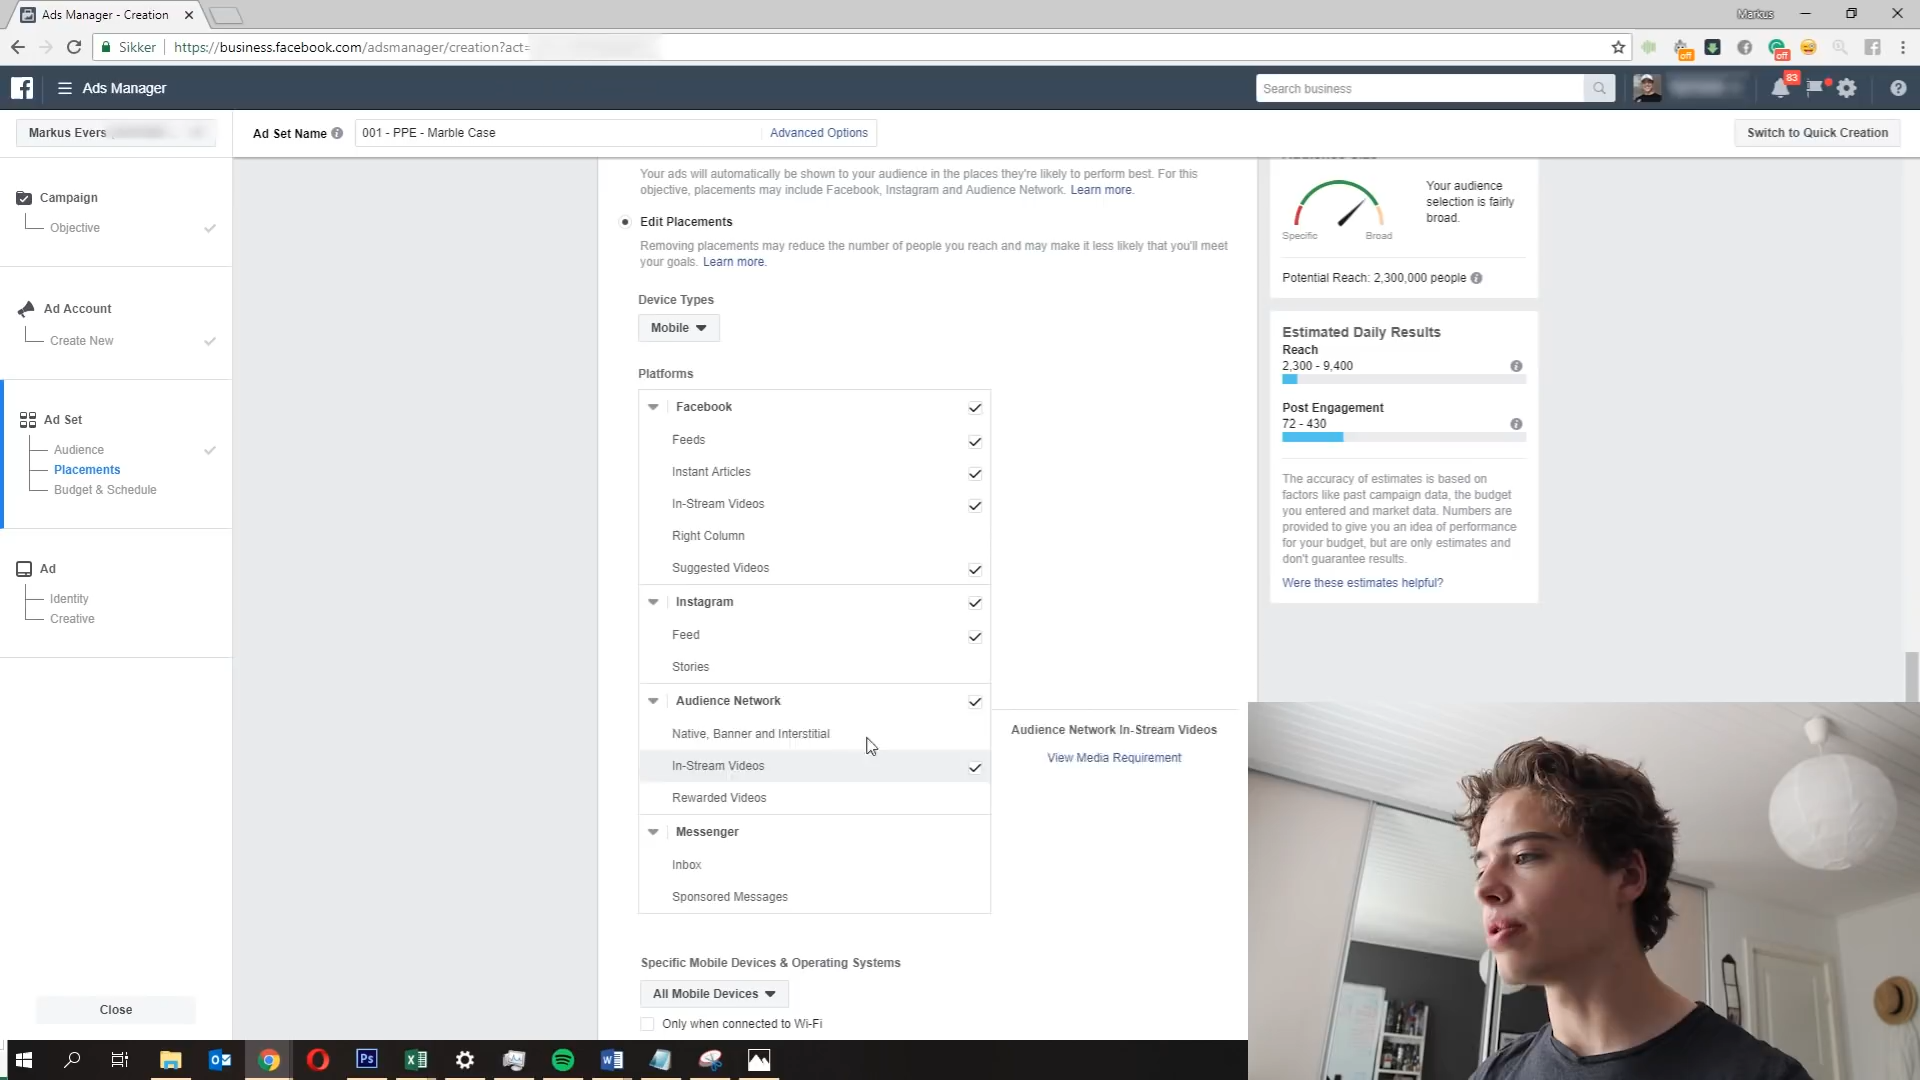 Ads Manager - Creation
Markus
Sikker
https://business.facebook.com/adsmanager/creation?act=
off
off
Ads Manager
Search business
83
Markus Evers
Ad Set Name
001 - PPE - Marble Case
Advanced Options
Switch to Quick Creation
Campaign
Objective
Ad Account
Create New
Ad Set
Audience
Placements
Budget & Schedule
Ad
Identity
Creative
Close
Your ads will automatically be shown to your audience in the places they're likely to perform best. For this
objective, placements may include Facebook, Instagram and Audience Network. Learn more.
Edit Placements
Removing placements may reduce the number of people you reach and may make it less likely that you'll meet
your goals. Learn more.
Device Types
Mobile
Platforms
Facebook
Feeds
Instant Articles
In-Stream Videos
Right Column
Suggested Videos
Instagram
Feed
Stories
Audience Network
Native, Banner and Interstitial
In-Stream Videos
Rewarded Videos
Messenger
Inbox
Sponsored Messages
Audience Network In-Stream Videos
View Media Requirement
Specific Mobile Devices & Operating Systems
All Mobile Devices
Only when connected to Wi-Fi
Your audience
selection is fairly
broad.
Specific
Broad
Potential Reach: 2,300,000 people
Estimated Daily Results
Reach
2,300 - 9,400
Post Engagement
72 - 430
The accuracy of estimates is based on
factors like past campaign data, the budget
you entered and market data. Numbers are
provided to give you an idea of performance
for your budget, but are only estimates and
don't guarantee results.
Were these estimates helpful?
Ps